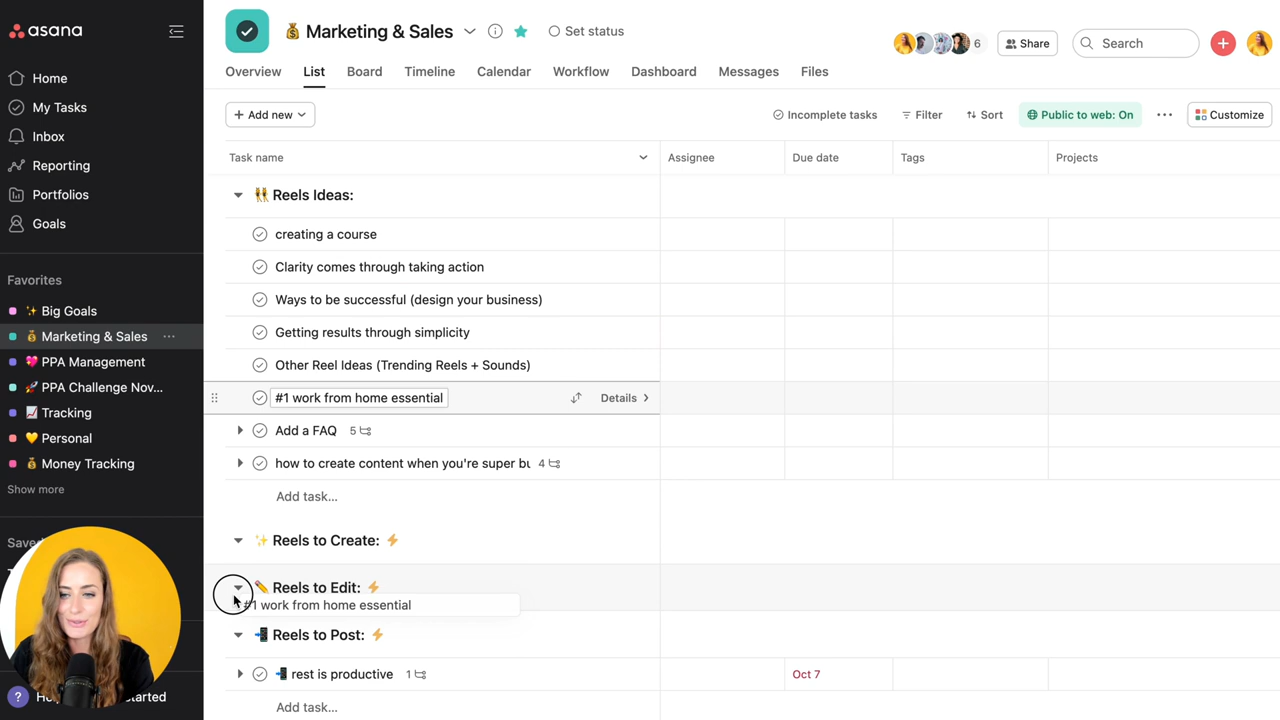 asana
Home
My Tasks
Inbox
Reporting
Portfolios
Goals
Favorites
✨ Big Goals
💰 Marketing & Sales ...
💖 PPA Management
🚀 PPA Challenge Nov...
📈 Tracking
💛 Personal
💰 Money Tracking
Show more
💰 Marketing & Sales
Set status
6
Share
Search
Overview
List
Board
Timeline
Calendar
Workflow
Dashboard
Messages
Files
+ Add new
Incomplete tasks
Filter
Sort
Public to web: On
...
Customize
Task name
Assignee
Due date
Tags
Projects
👯 Reels Ideas:
creating a course
Clarity comes through taking action
Ways to be successful (design your business)
Getting results through simplicity
Other Reel Ideas (Trending Reels + Sounds)
#1 work from home essential
Details >
Add a FAQ 5
how to create content when you're super bu 4
Add task...
✨ Reels to Create: ⚡
✏️ Reels to Edit: ⚡
#1 work from home essential
📲 Reels to Post: ⚡
📲 rest is productive 1
Oct 7
Add task...
?